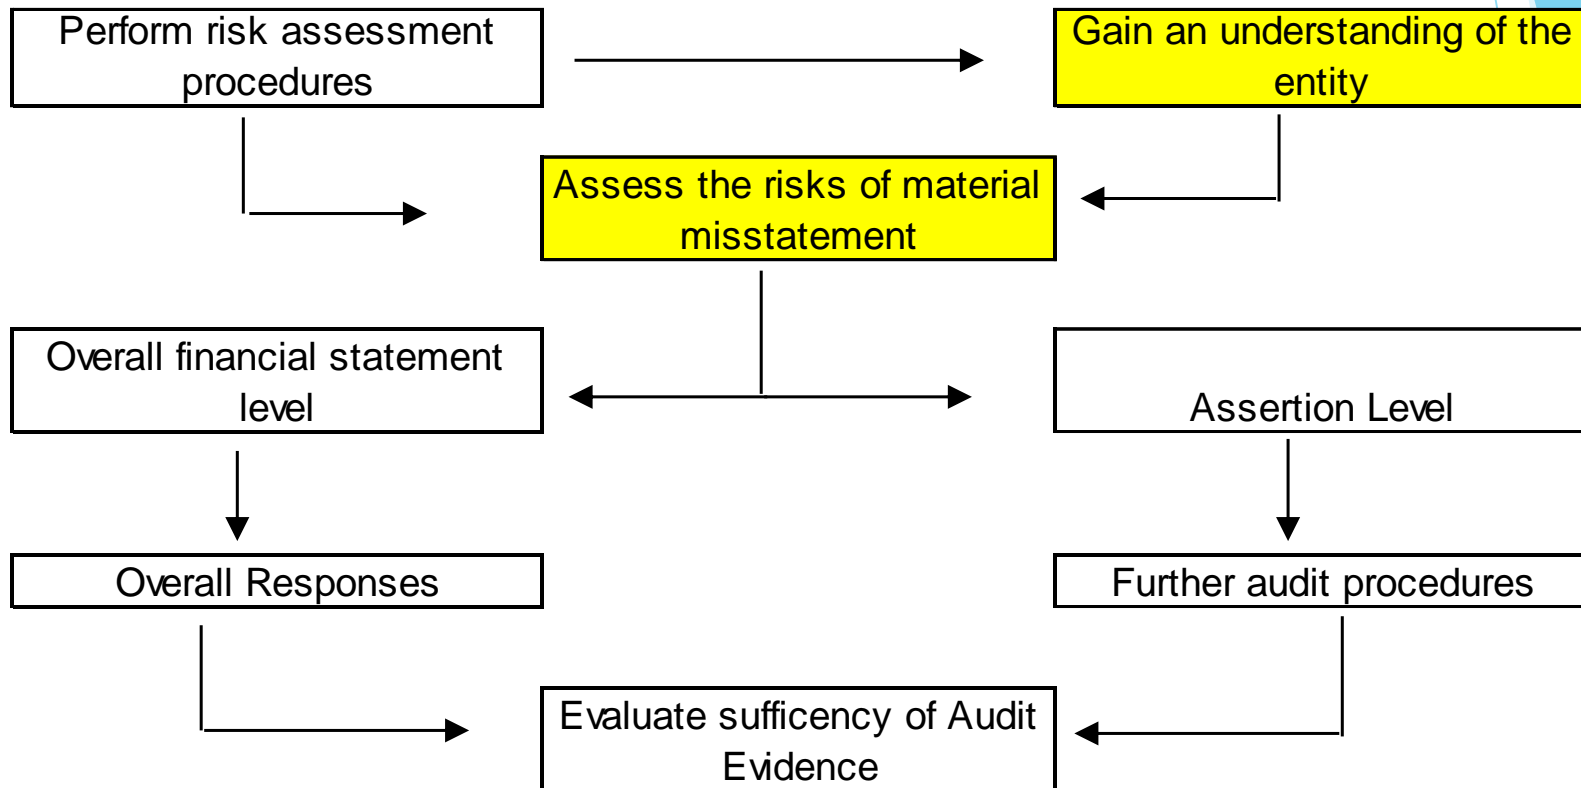 Perform risk assessment
procedures
Gain an understanding of the
entity
Assess the risks of material
misstatement
Overall financial statement
level
Assertion Level
Overall Responses
Further audit procedures
Evaluate sufficency of Audit
Evidence